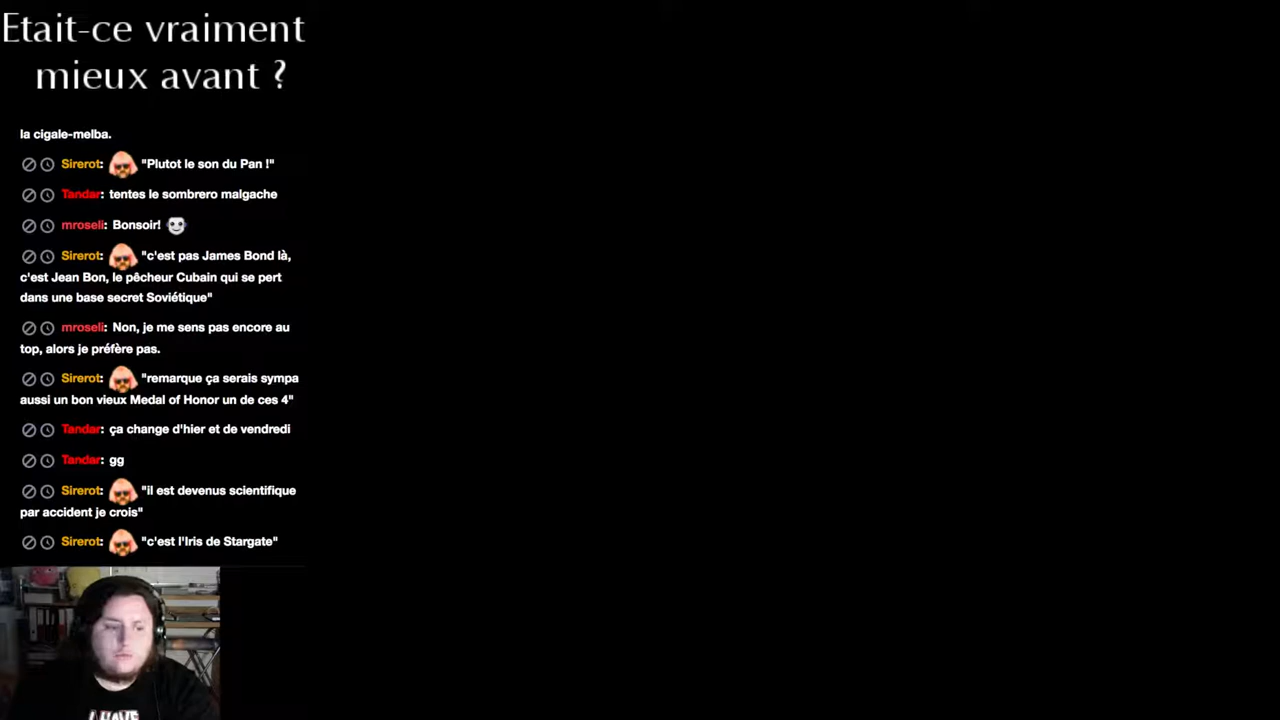 Etait-ce vraiment
mieux avant ?
la cigale-melba.
Sirerot: "Plutot le son du Pan !"
Tandar: tentes le sombrero malgache
mroseli: Bonsoir!
Sirerot: "c'est pas James Bond là,
c'est Jean Bon, le pêcheur Cubain qui se pert
dans une base secret Soviétique"
mroseli: Non, je me sens pas encore au
top, alors je préfère pas.
Sirerot: "remarque ça serais sympa
aussi un bon vieux Medal of Honor un de ces 4"
Tandar: ça change d'hier et de vendredi
Tandar: gg
Sirerot: "il est devenus scientifique
par accident je crois"
Sirerot: "c'est l'Iris de Stargate"
I HAVE